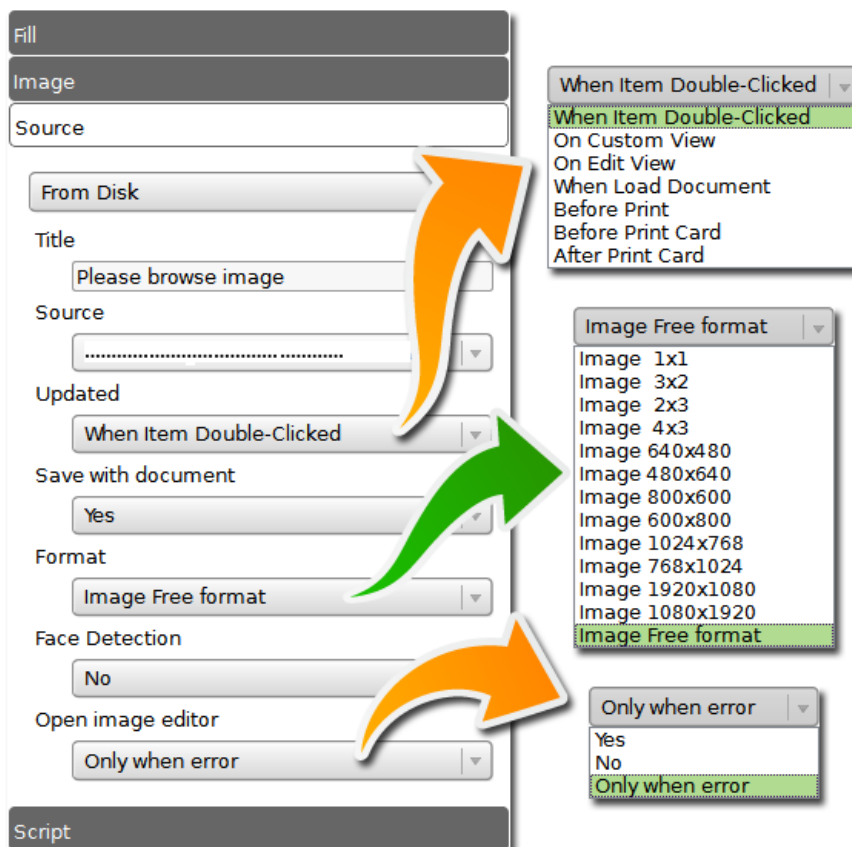 Fill
Image
Source
From Disk
Title
Please browse image
Source
................................................
Updated
When Item Double-Clicked
Save with document
Yes
Format
Image Free format
Face Detection
No
Open image editor
Only when error
Script
When Item Double-Clicked
When Item Double-Clicked
On Custom View
On Edit View
When Load Document
Before Print
Before Print Card
After Print Card
Image Free format
Image 1x1
Image 3x2
Image 2x3
Image 4x3
Image 640x480
Image 480x640
Image 800x600
Image 600x800
Image 1024x768
Image 768x1024
Image 1920x1080
Image 1080x1920
Image Free format
Only when error
Yes
No
Only when error